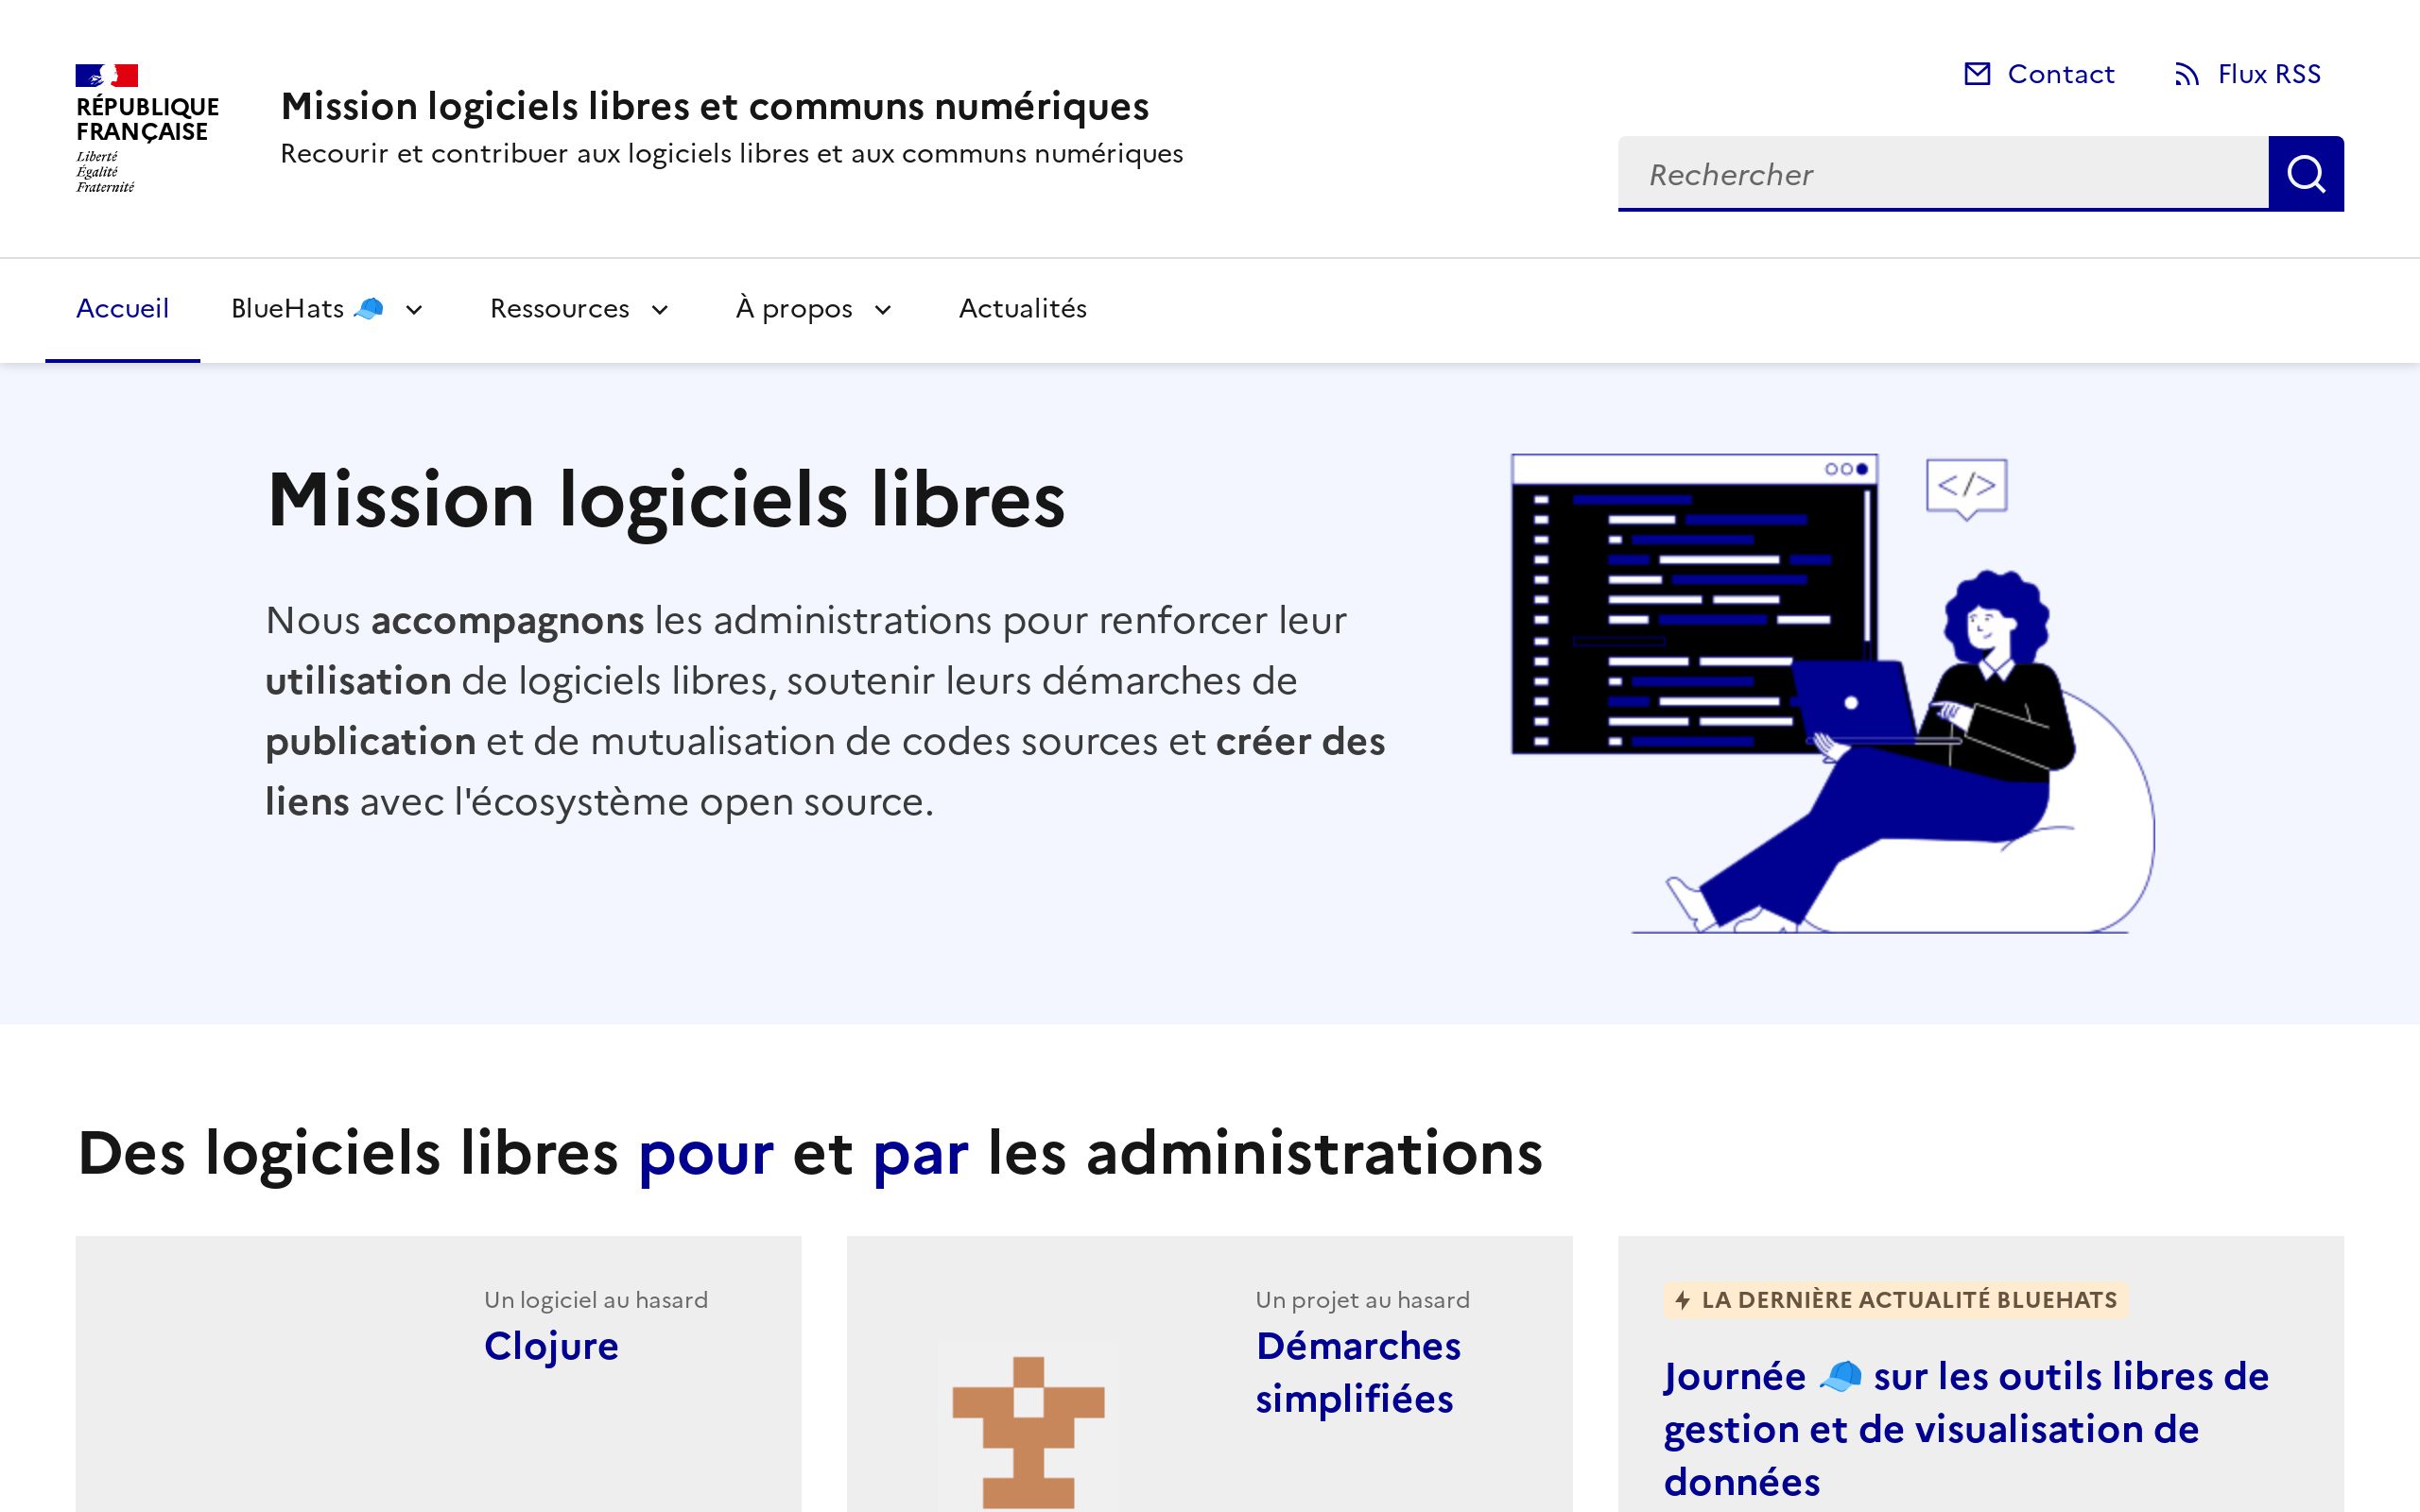 RÉPUBLIQUE
FRANÇAISE
Liberté
Égalité
Fraternité
Mission logiciels libres et communs numériques
Recourir et contribuer aux logiciels libres et aux communs numériques
Contact
Flux RSS
Rechercher
Accueil
BlueHats 🧢
Ressources
À propos
Actualités
Mission logiciels libres
Nous accompagnons les administrations pour renforcer leur
utilisation de logiciels libres, soutenir leurs démarches de
publication et de mutualisation de codes sources et créer des
liens avec l'écosystème open source.
</>
Des logiciels libres pour et par les administrations
Un logiciel au hasard
Clojure
Un projet au hasard
Démarches
simplifiées
LA DERNIÈRE ACTUALITÉ BLUEHATS
Journée 🧢 sur les outils libres de
gestion et de visualisation de
données